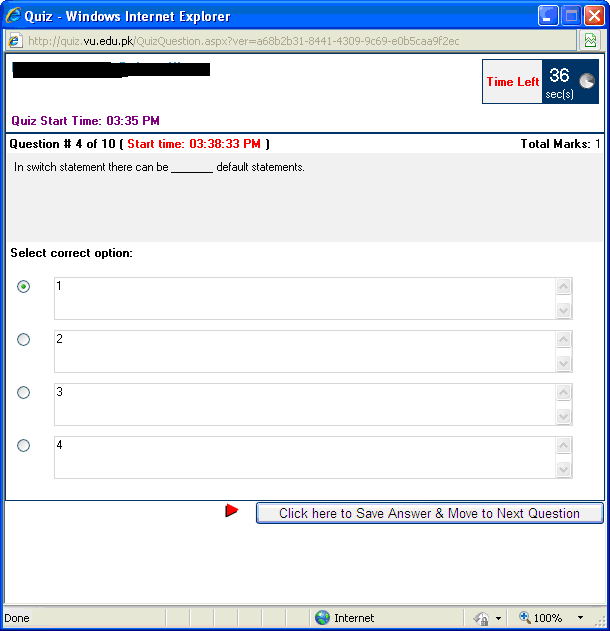 Quiz - Windows Internet Explorer
http://quiz.vu.edu.pk/QuizQuestion.aspx?ver=a68b2b31-8441-4309-9c69-e0b5caa9f2ec
Time Left 36
sec(s)
Quiz Start Time: 03:35 PM
Question # 4 of 10 ( Start time: 03:38:33 PM ) Total Marks: 1
In switch statement there can be _______ default statements.
Select correct option:
1
2
3
4
Click here to Save Answer & Move to Next Question
Done Internet 100%